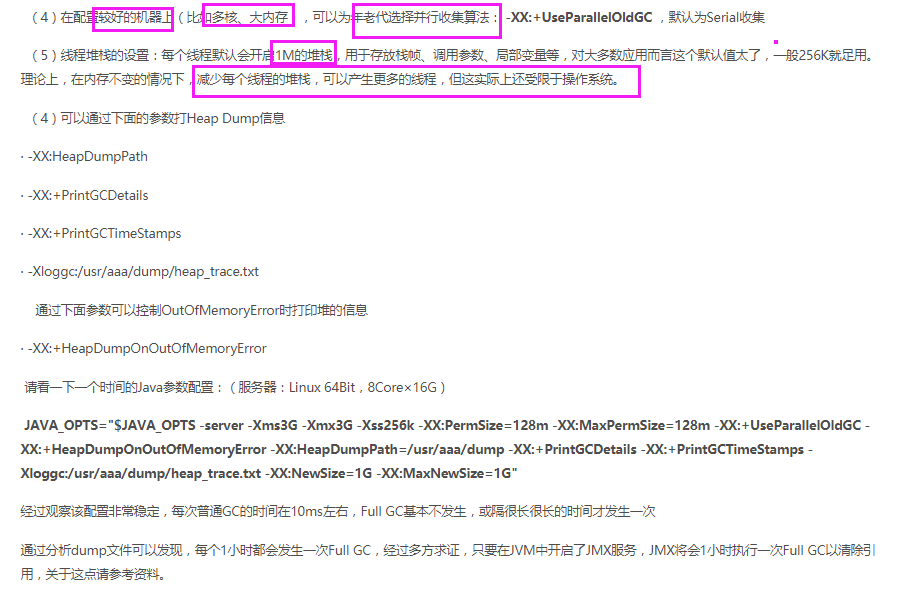 （4）在配置较好的机器上（比如多核、大内存），可以为年老代选择并行收集算法：-XX:+UseParallelOldGC ，默认为Serial收集
（5）线程堆栈的设置：每个线程默认会开启1M的堆栈，用于存放栈帧、调用参数、局部变量等，对大多数应用而言这个默认值太了，一般256K就足用。
理论上，在内存不变的情况下，减少每个线程的堆栈，可以产生更多的线程，但这实际上还受限于操作系统。
（4）可以通过下面的参数打Heap Dump信息
· -XX:HeapDumpPath
· -XX:+PrintGCDetails
· -XX:+PrintGCTimeStamps
· -Xloggc:/usr/aaa/dump/heap_trace.txt
通过下面参数可以控制OutOfMemoryError时打印堆的信息
· -XX:+HeapDumpOnOutOfMemoryError
请看一下一个时间的Java参数配置：（服务器：Linux 64Bit，8Core×16G）
JAVA_OPTS="$JAVA_OPTS -server -Xms3G -Xmx3G -Xss256k -XX:PermSize=128m -XX:MaxPermSize=128m -XX:+UseParallelOldGC -
XX:+HeapDumpOnOutOfMemoryError -XX:HeapDumpPath=/usr/aaa/dump -XX:+PrintGCDetails -XX:+PrintGCTimeStamps -
Xloggc:/usr/aaa/dump/heap_trace.txt -XX:NewSize=1G -XX:MaxNewSize=1G"
经过观察该配置非常稳定，每次普通GC的时间在10ms左右，Full GC基本不发生，或隔很长很长的时间才发生一次
通过分析dump文件可以发现，每个1小时都会发生一次Full GC，经过多方求证，只要在JVM中开启了JMX服务，JMX将会1小时执行一次Full GC以清除引
用，关于这点请参考资料。